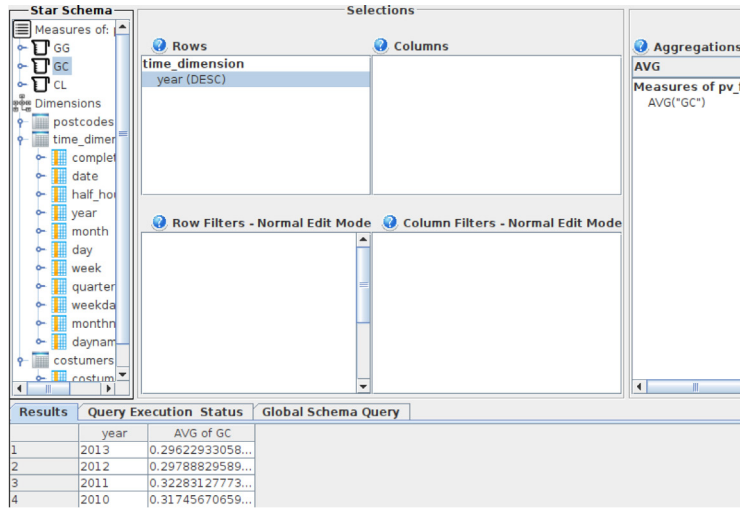 Star Schema
Measures of:
GG
GC
CL
Dimensions
postcodes
time_dimer
complet
date
half_ho
year
month
day
week
quarter
weekda
monthn
daynam
costumers
costum
Selections
Rows
time_dimension
year (DESC)
Columns
Row Filters - Normal Edit Mode
Column Filters - Normal Edit Mode
Aggregations
AVG
Measures of pv_
AVG("GC")
Results Query Execution Status Global Schema Query
year AVG of GC
1 2013 0.29622933058...
2 2012 0.29788829589...
3 2011 0.32283127773...
4 2010 0.31745670659...